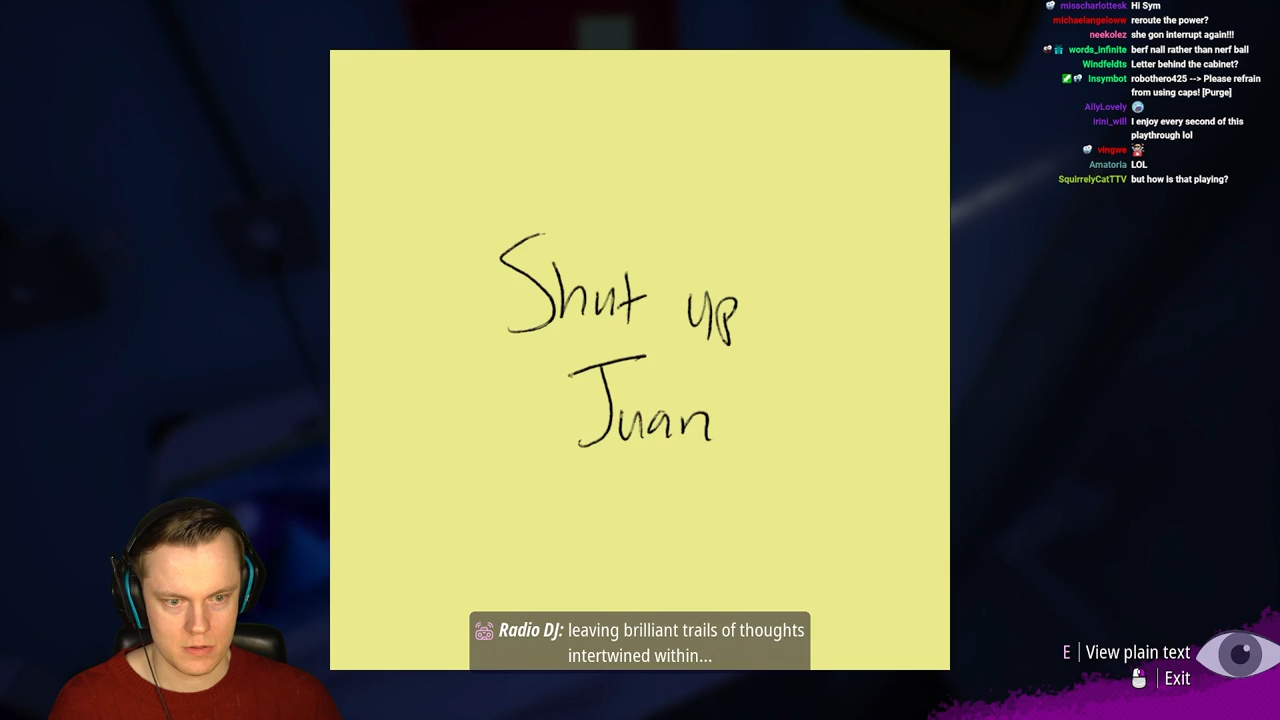 misscharlottesk Hi Sym
michaelangeloww reroute the power?
neekolez she gon interrupt again!!!
words_infinite berf nall rather than nerf ball
Windfeldts Letter behind the cabinet?
Insymbot robothero425 --> Please refrain
from using caps! [Purge]
AllyLovely
irini_will I enjoy every second of this
playthrough lol
vingwe
Amatoria LOL
SquirrelyCatTTV but how is that playing?
Shut up
Juan
Radio DJ: leaving brilliant trails of thoughts
intertwined within...
E | View plain text
| Exit